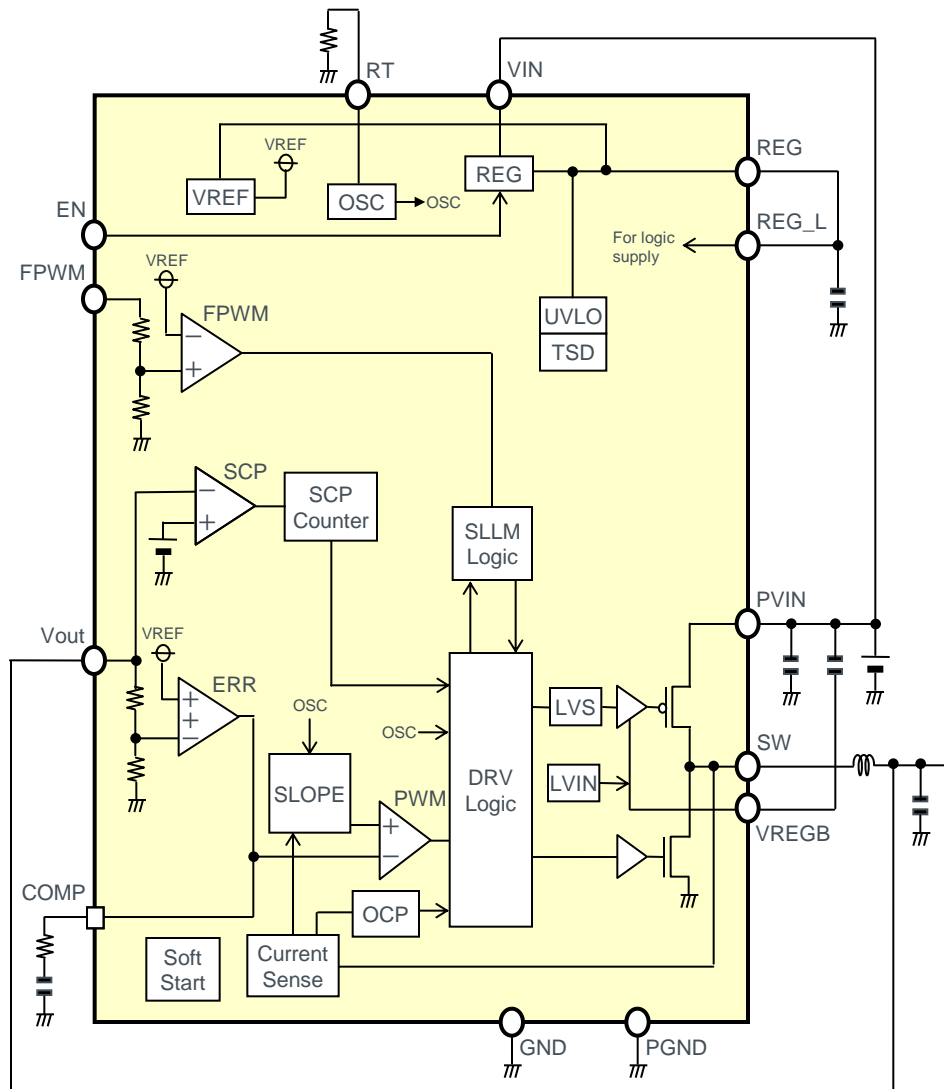 RT
VIN
VREF
REG
VREF
REG
OSC
OSC
EN
REG_L
For logic
supply
FPWM
VREF
FPWM
UVLO
TSD
SCP
SCP
Counter
SLLM
Logic
PVIN
Vout
VREF
ERR
LVS
OSC
OSC
SW
DRV
Logic
LVIN
SLOPE
PWM
VREGB
COMP
OCP
Soft
Start
Current
Sense
GND
PGND